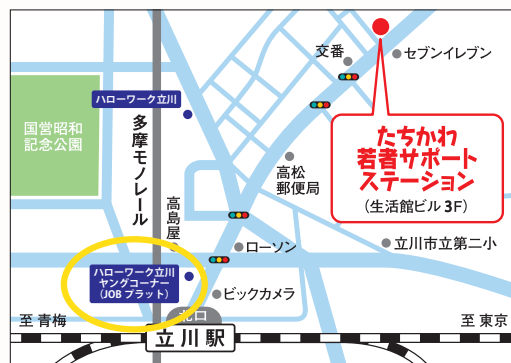 交番
セブンイレブン
ハローワーク立川
国営昭和
記念公園
多摩モノレール
たちかわ
若者サポート
ステーション
(生活館ビル3F)
高松
郵便局
高島屋
ローソン
立川市立第二小
ハローワーク立川
ヤングコーナー
(JOBプラット)
ビックカメラ
北口
至 青梅
立川駅
至 東京